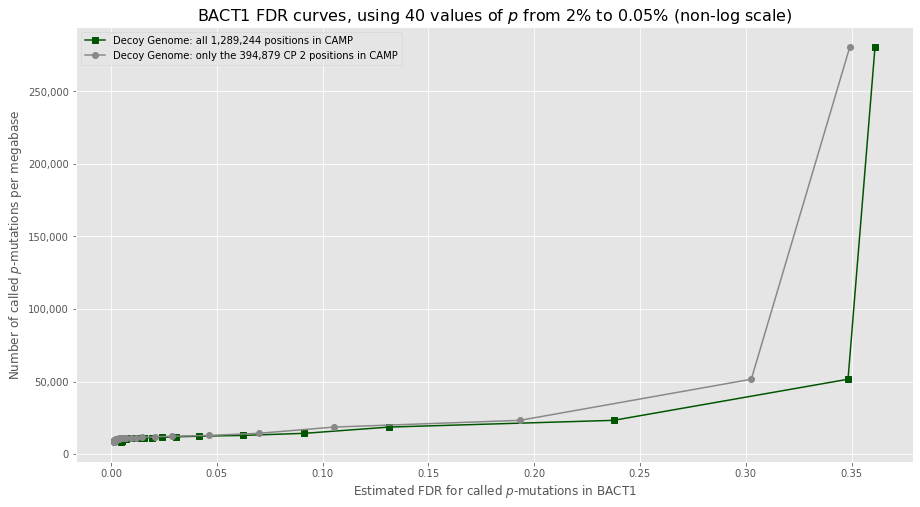 BACT1 FDR curves, using 40 values of p from 2% to 0.05% (non-log scale)
Decoy Genome: all 1,289,244 positions in CAMP
Decoy Genome: only the 394,879 CP 2 positions in CAMP
Number of called p-mutations per megabase
250,000
200,000
150,000
100,000
50,000
0
0.00 0.05 0.10 0.15 0.20 0.25 0.30 0.35
Estimated FDR for called p-mutations in BACT1